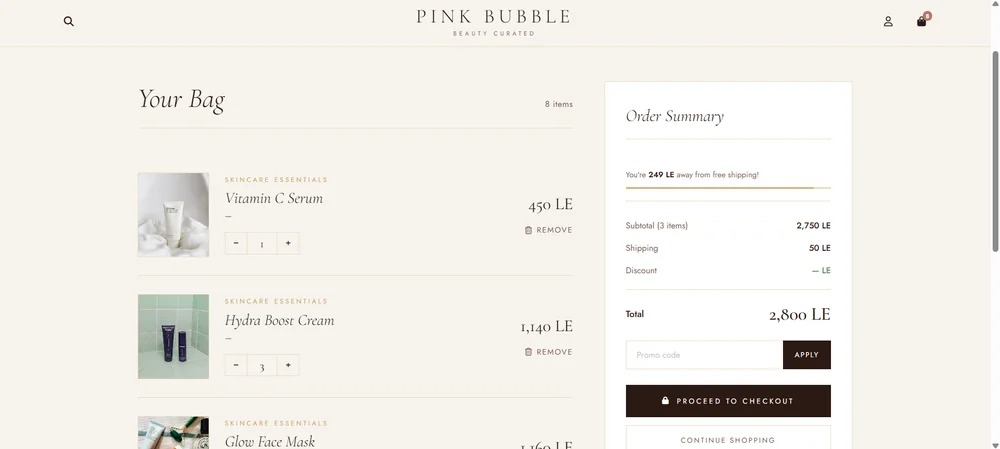 PINK BUBBLE
BEAUTY CURATED
8
Your Bag
8 items
SKINCARE ESSENTIALS
Vitamin C Serum
450 LE
–
− 1 +
REMOVE
SKINCARE ESSENTIALS
Hydra Boost Cream
1,140 LE
–
− 3 +
REMOVE
SKINCARE ESSENTIALS
Glow Face Mask
1,160 LE
Order Summary
You're 249 LE away from free shipping!
Subtotal (3 items) 2,750 LE
Shipping 50 LE
Discount — LE
Total 2,800 LE
Promo code APPLY
PROCEED TO CHECKOUT
CONTINUE SHOPPING